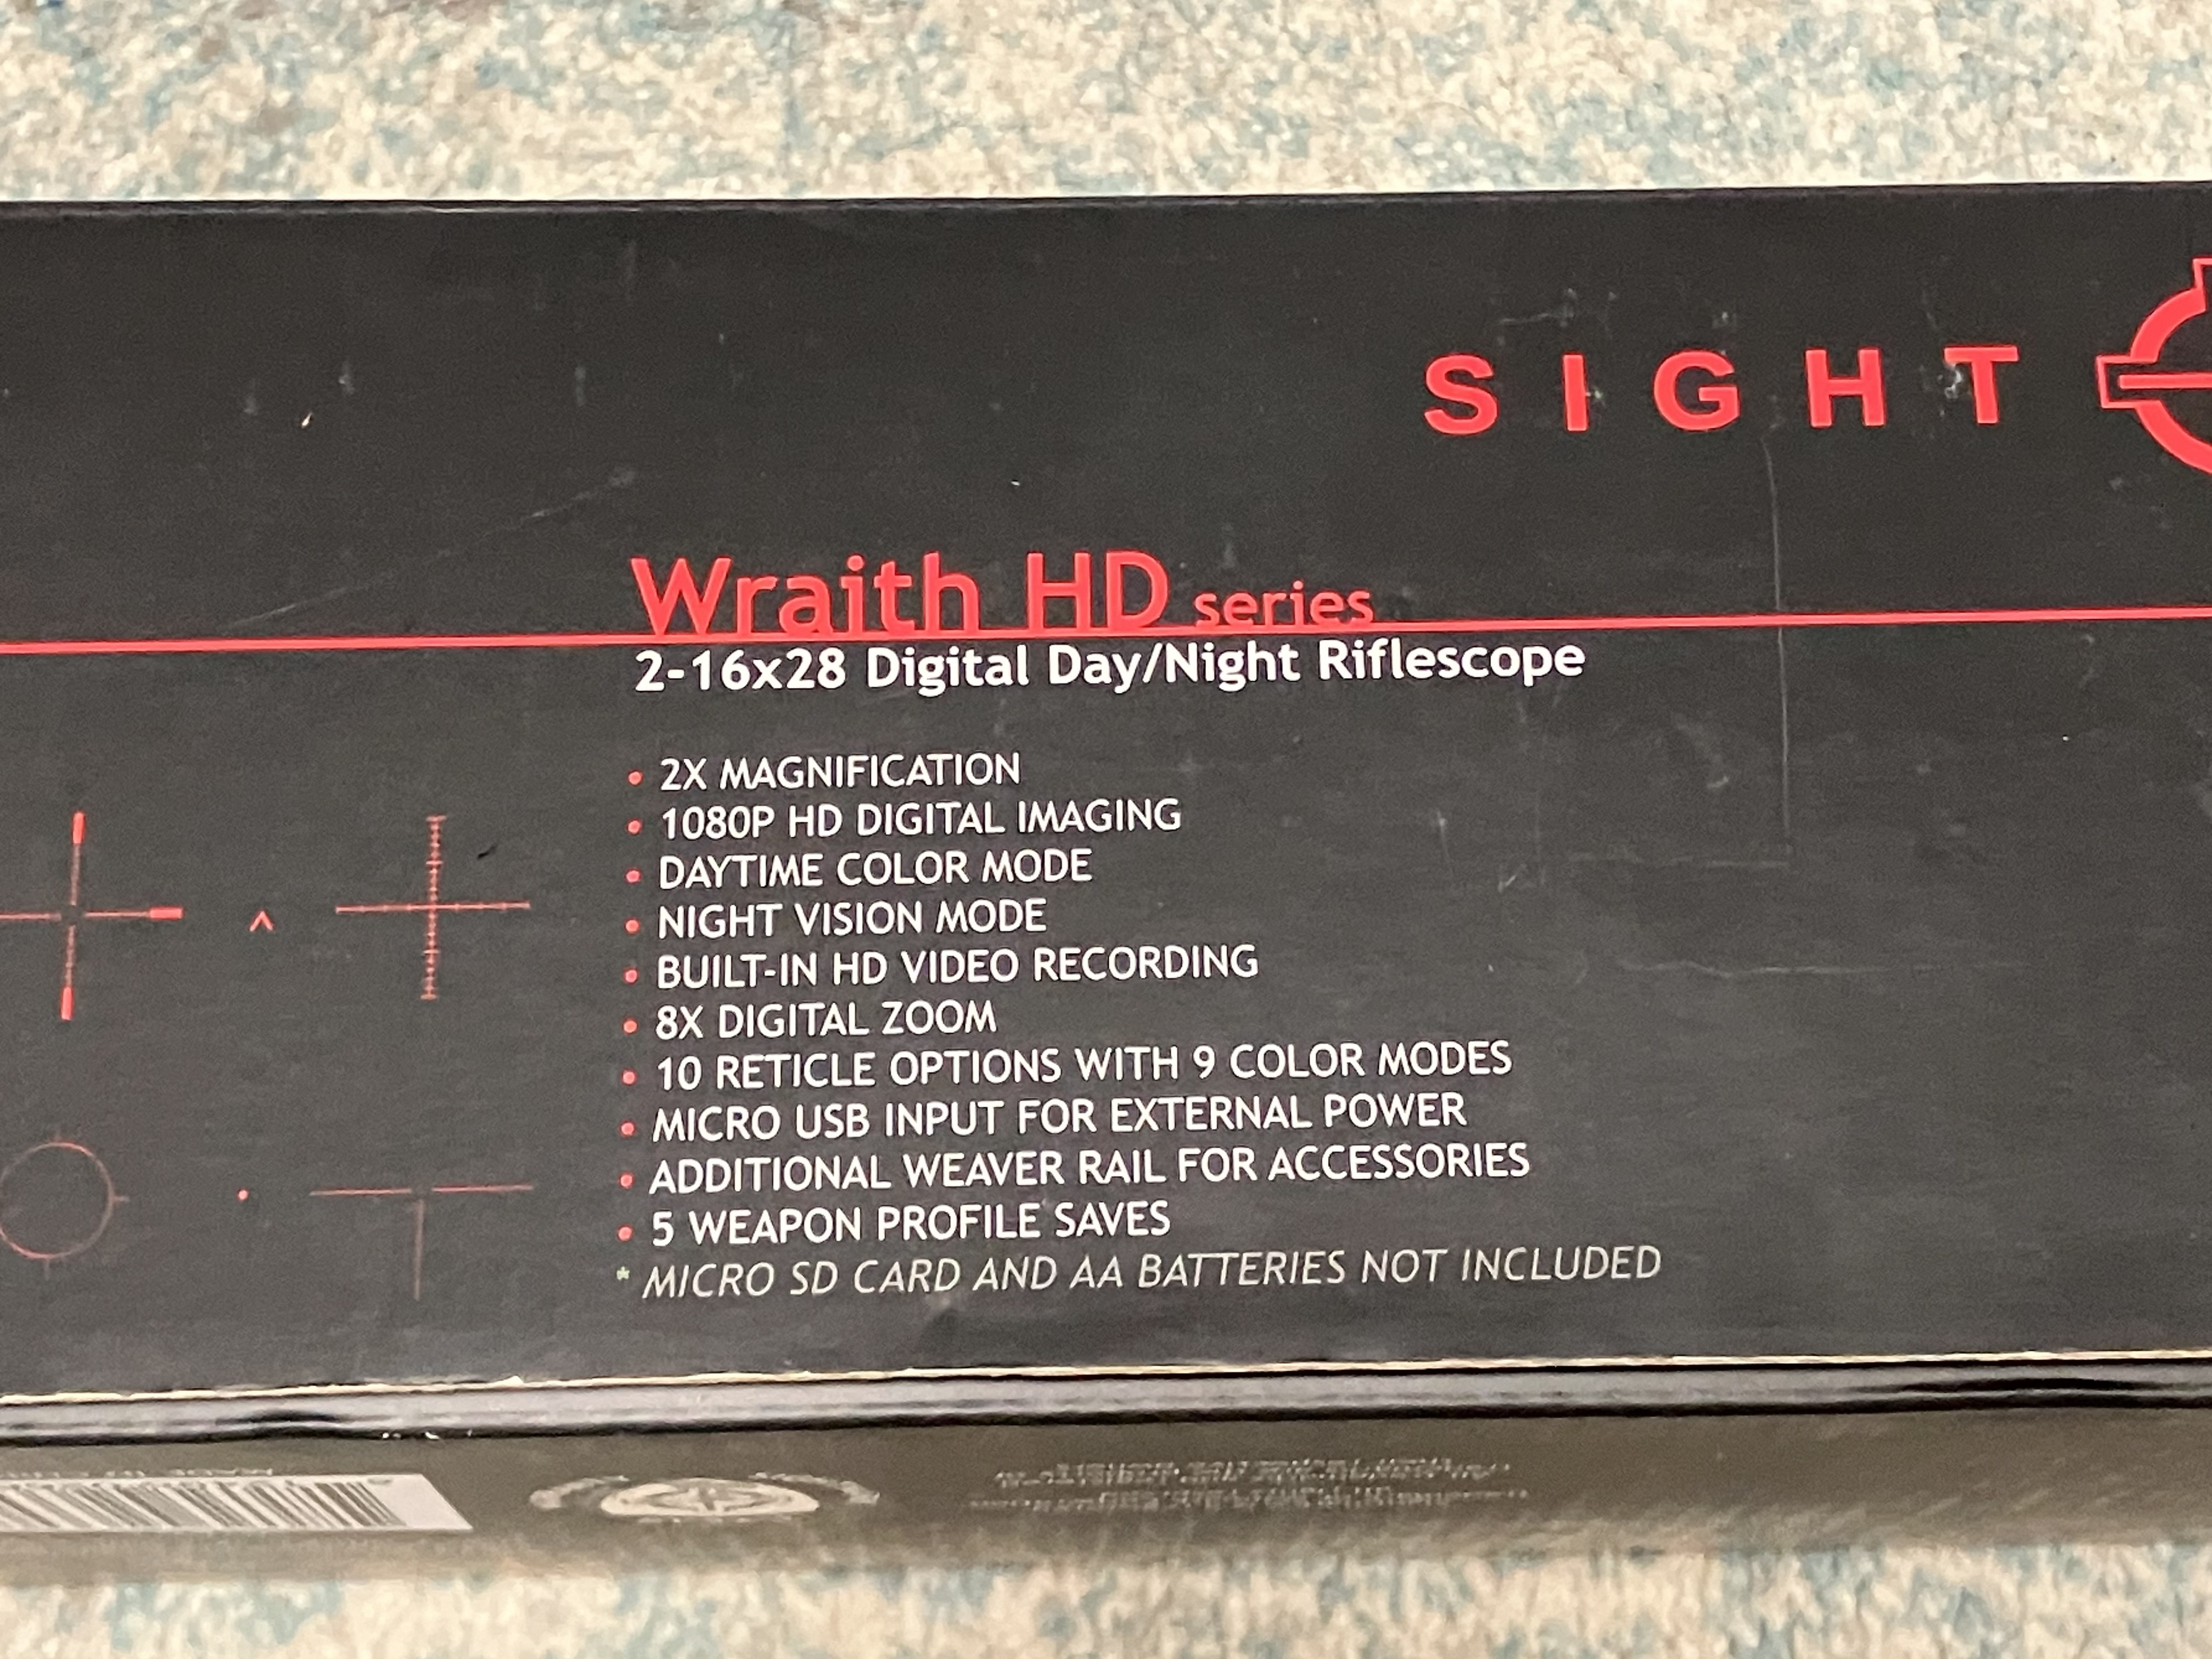 SIGHT
Wraith HD series
2-16x28 Digital Day/Night Riflescope
• 2X MAGNIFICATION
• 1080P HD DIGITAL IMAGING
• DAYTIME COLOR MODE
• NIGHT VISION MODE
• BUILT-IN HD VIDEO RECORDING
• 8X DIGITAL ZOOM
• 10 RETICLE OPTIONS WITH 9 COLOR MODES
• MICRO USB INPUT FOR EXTERNAL POWER
• ADDITIONAL WEAVER RAIL FOR ACCESSORIES
• 5 WEAPON PROFILE SAVES
* MICRO SD CARD AND AA BATTERIES NOT INCLUDED